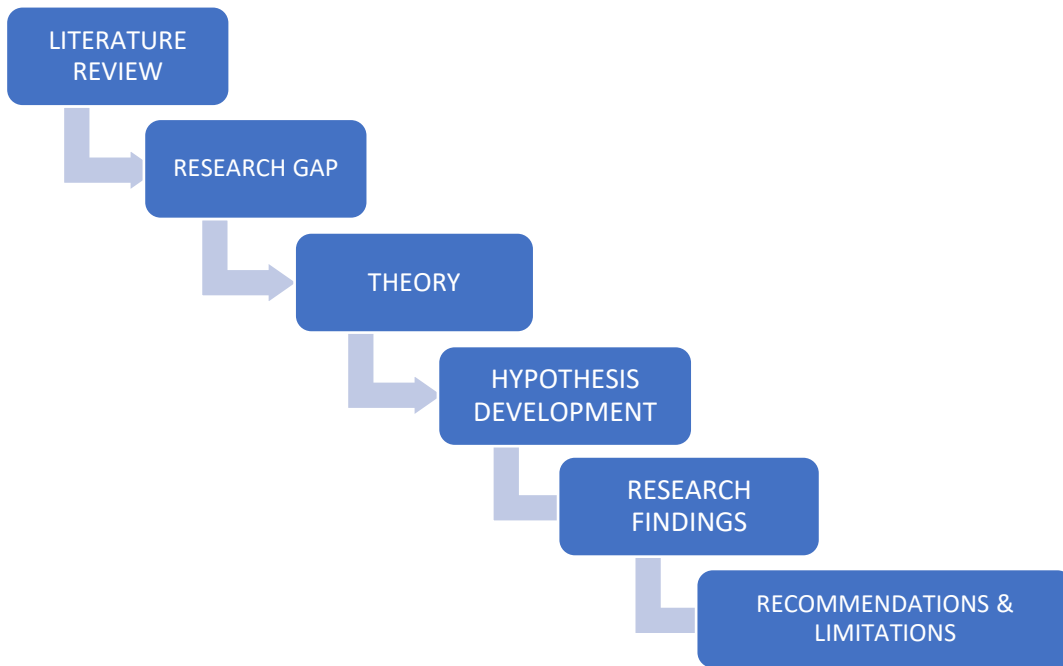 LITERATURE
REVIEW
RESEARCH GAP
THEORY
HYPOTHESIS
DEVELOPMENT
RESEARCH
FINDINGS
RECOMMENDATIONS &
LIMITATIONS